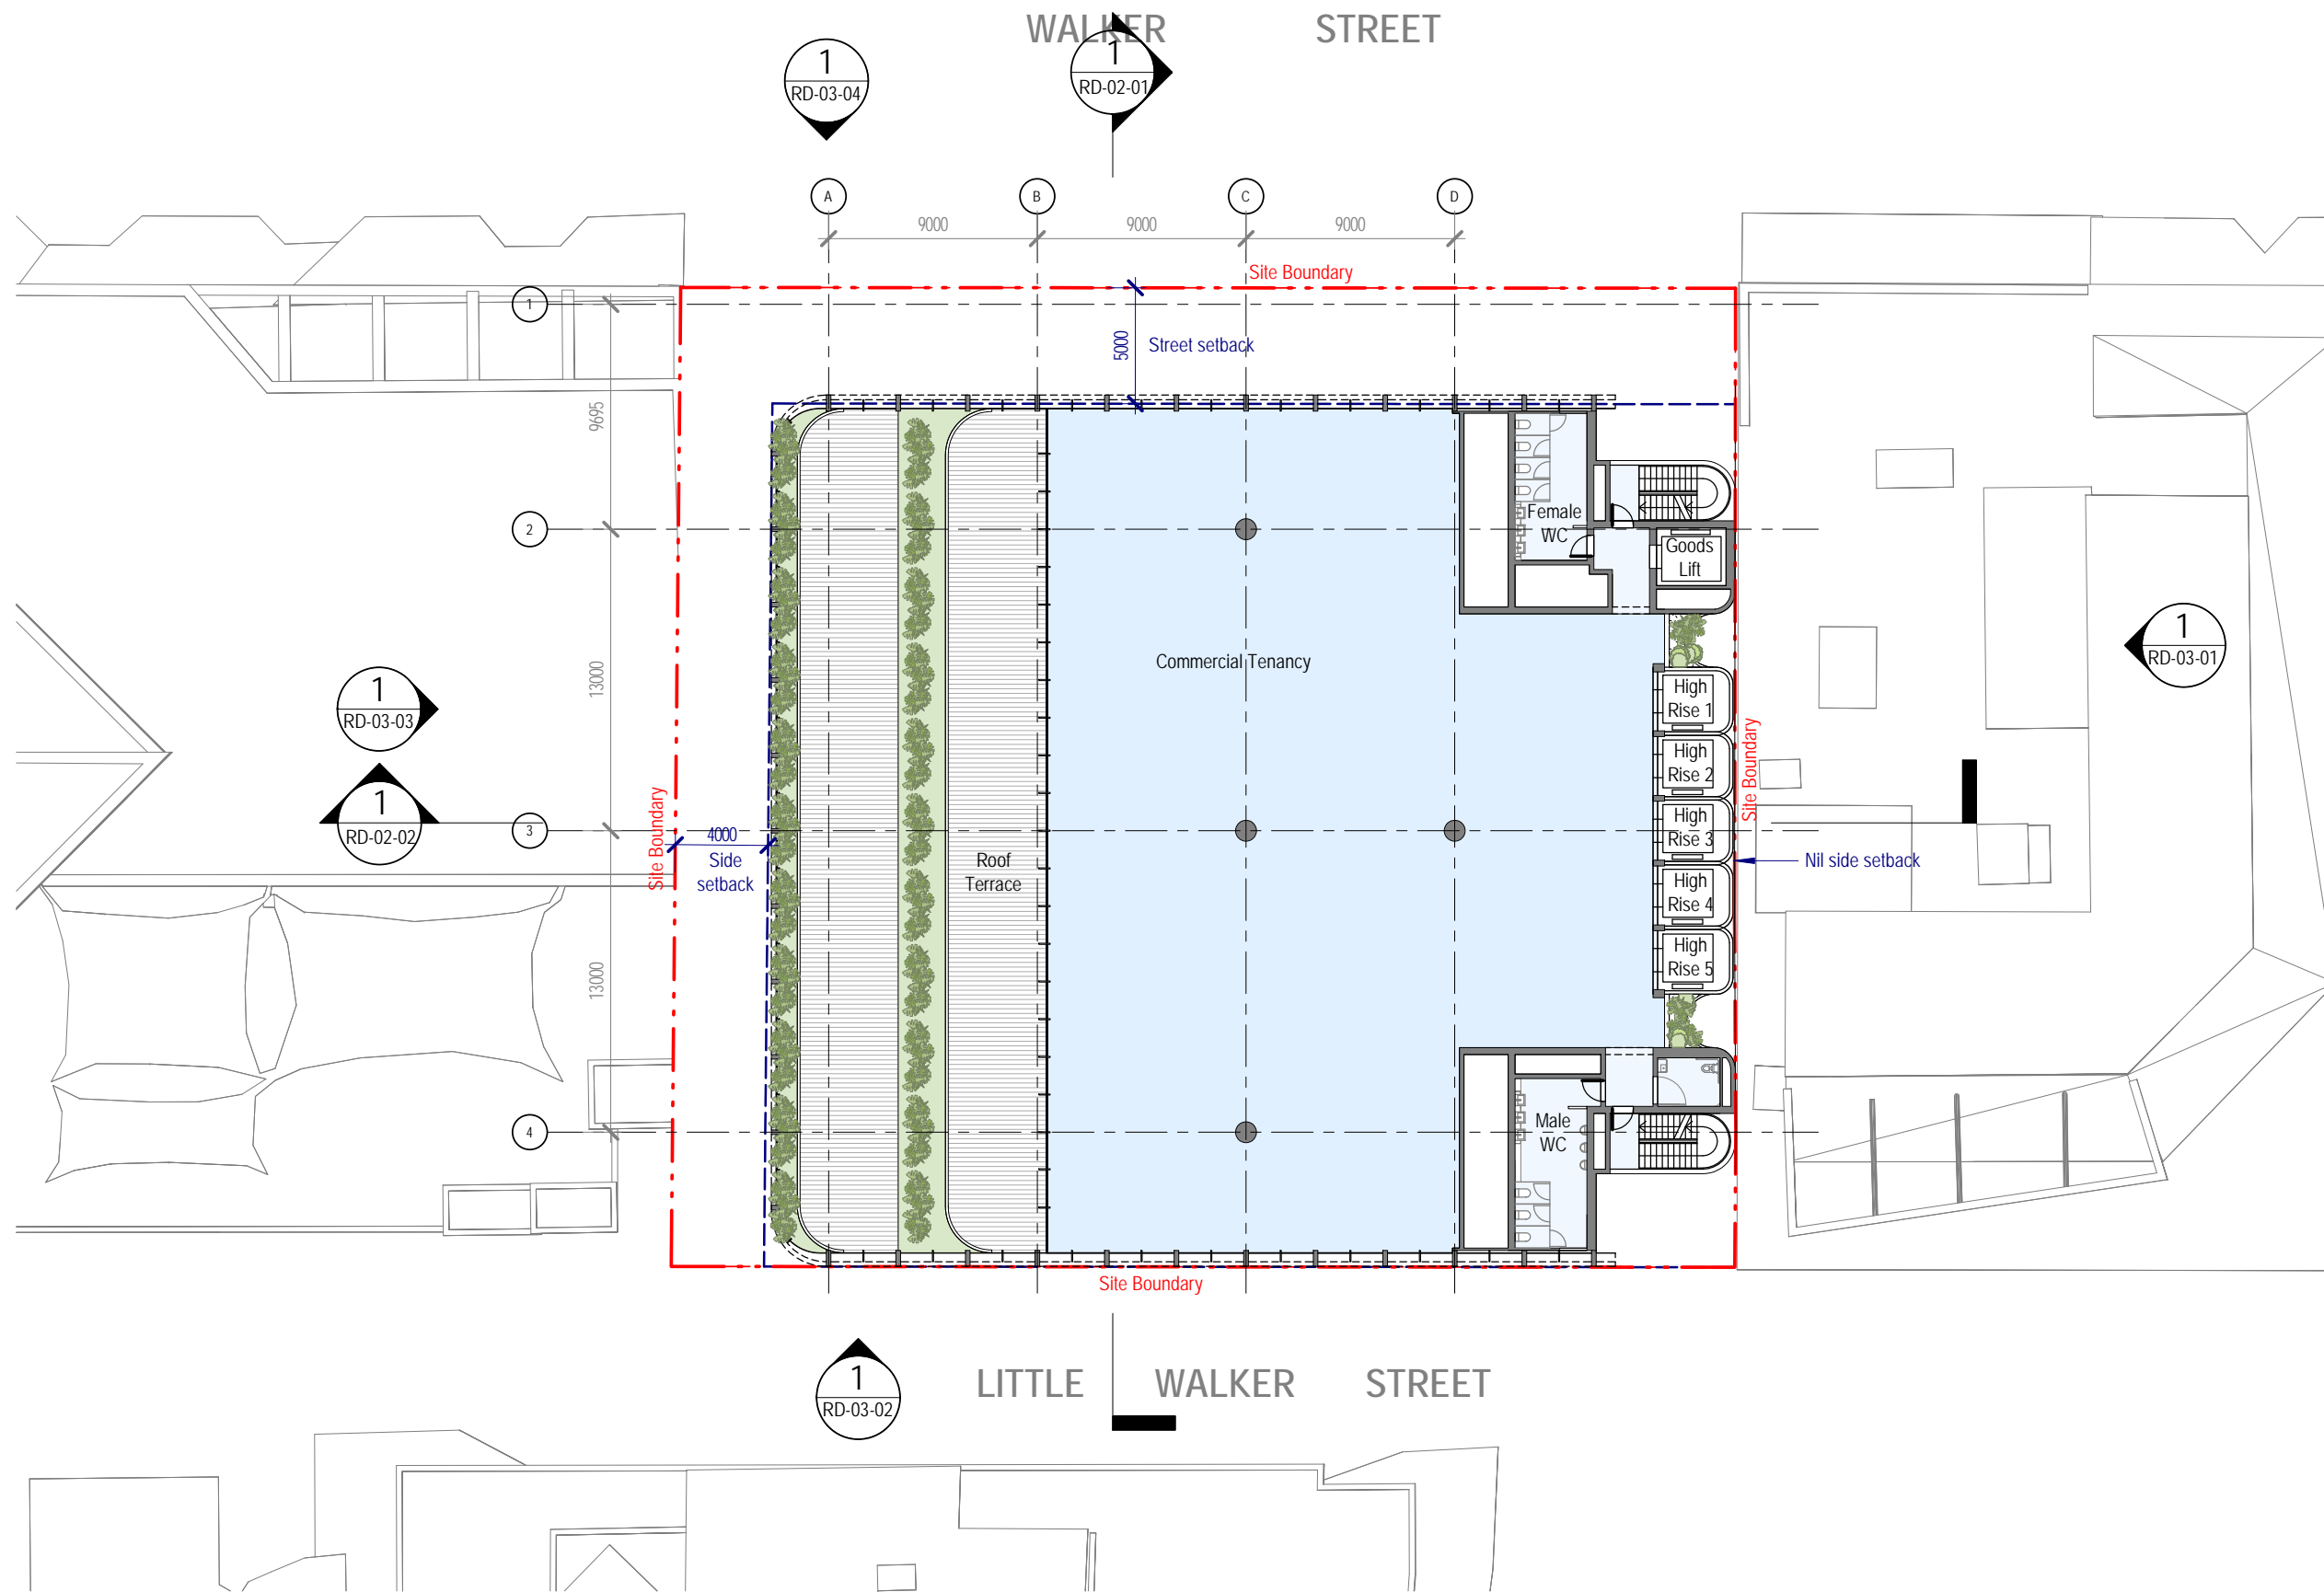 WALKER STREET
1
RD-03-04
1
RD-02-01
A
B
C
D
9000
9000
9000
Site Boundary
1
5000
Street setback
9695
2
Female
WC
Goods
Lift
13000
Commercial Tenancy
1
RD-03-01
1
RD-03-03
High
Rise 1
High
Rise 2
Site Boundary
1
RD-02-02
3
Site Boundary
4000
Side
setback
Roof
Terrace
High
Rise 3
Nil side setback
High
Rise 4
High
Rise 5
13000
4
Male
WC
Site Boundary
1
RD-03-02
LITTLE WALKER STREET